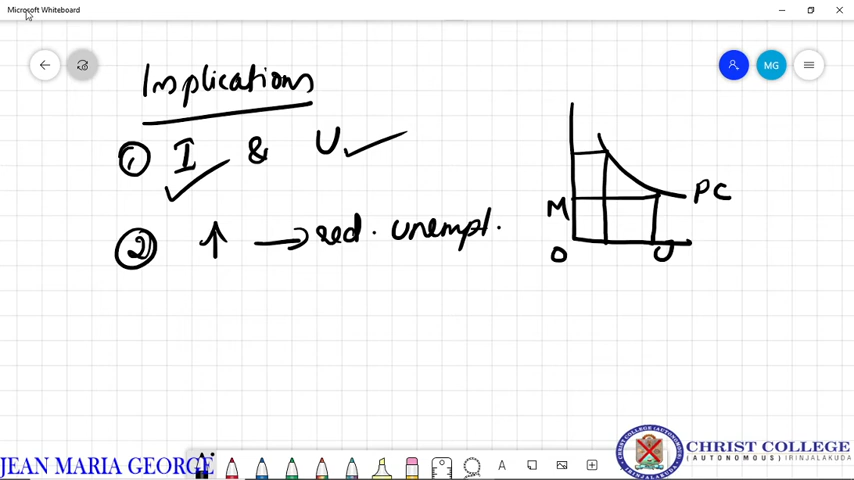 Microsoft Whiteboard
MG
Implications
① I & U
② ↑ → red. unempl.
PC
M
O
U
A
JEAN MARIA GEORGE
CHRIST COLLEGE
(AUTONOMOUS) IRINJALAKUDA